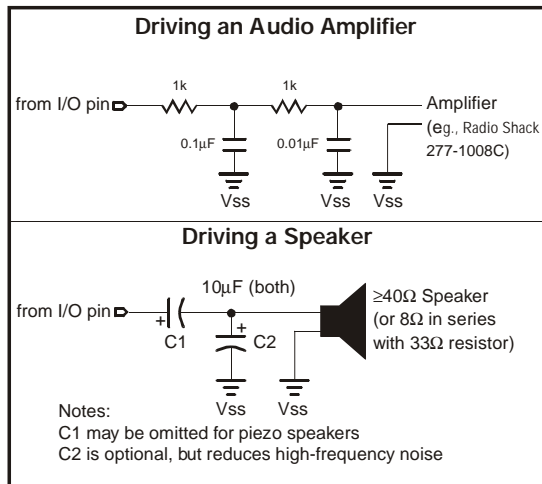 Driving an Audio Amplifier
1k 1k
from I/O pin Amplifier
(eg., Radio Shack
277-1008C)
0.1µF 0.01µF
Vss Vss Vss
Driving a Speaker
10µF (both)
from I/O pin
≥40Ω Speaker
(or 8Ω in series
with 33Ω resistor)
+ +
C1 C2
Vss Vss
Notes:
C1 may be omitted for piezo speakers
C2 is optional, but reduces high-frequency noise